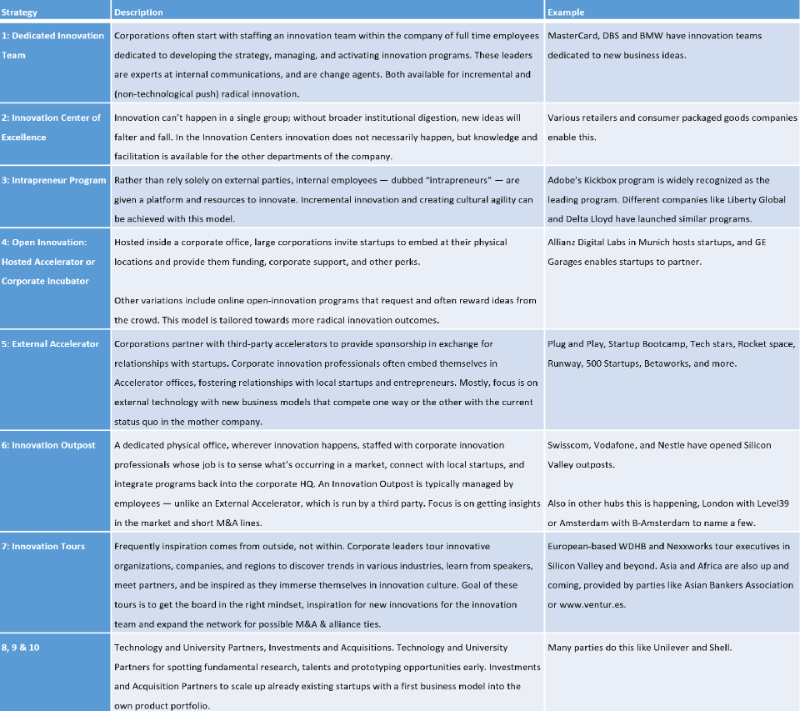 Strategy
Description
Example
1: Dedicated Innovation
Team
Corporations often start with staffing an innovation team within the company of full time employees
dedicated to developing the strategy, managing, and activating innovation programs. These leaders
are experts at internal communications, and are change agents. Both available for incremental and
(non-technological push) radical innovation.
MasterCard, DBS and BMW have innovation teams
dedicated to new business ideas.
2: Innovation Center of
Excellence
Innovation can't happen in a single group; without broader institutional digestion, new ideas will
falter and fall. In the Innovation Centers innovation does not necessarily happen, but knowledge and
facilitation is available for the other departments of the company.
Various retailers and consumer packaged goods companies
enable this.
3: Intrapreneur Program
Rather than rely solely on external parties, internal employees — dubbed "intrapreneurs" — are
given a platform and resources to innovate. Incremental innovation and creating cultural agility can
be achieved with this model.
Adobe's Kickbox program is widely recognized as the
leading program. Different companies like Liberty Global
and Delta Lloyd have launched similar programs.
4: Open Innovation:
Hosted Accelerator or
Corporate Incubator
Hosted inside a corporate office, large corporations invite startups to embed at their physical
locations and provide them funding, corporate support, and other perks.
Other variations include online open-innovation programs that request and often reward ideas from
the crowd. This model is tailored towards more radical innovation outcomes.
Allianz Digital Labs in Munich hosts startups, and GE
Garages enables startups to partner.
5: External Accelerator
Corporations partner with third-party accelerators to provide sponsorship in exchange for
relationships with startups. Corporate innovation professionals often embed themselves in
Accelerator offices, fostering relationships with local startups and entrepreneurs. Mostly, focus is on
external technology with new business models that compete one way or the other with the current
status quo in the mother company.
Plug and Play, Startup Bootcamp, Tech stars, Rocket space,
Runway, 500 Startups, Betaworks, and more.
6: Innovation Outpost
A dedicated physical office, wherever innovation happens, staffed with corporate innovation
professionals whose job is to sense what's occurring in a market, connect with local startups, and
integrate programs back into the corporate HQ. An Innovation Outpost is typically managed by
employees — unlike an External Accelerator, which is run by a third party. Focus is on getting insights
in the market and short M&A lines.
Swisscom, Vodafone, and Nestle have opened Silicon
Valley outposts.
Also in other hubs this is happening, London with Level39
or Amsterdam with B-Amsterdam to name a few.
7: Innovation Tours
Frequently inspiration comes from outside, not within. Corporate leaders tour innovative
organizations, companies, and regions to discover trends in various industries, learn from speakers,
meet partners, and be inspired as they immerse themselves in innovation culture. Goal of these
tours is to get the board in the right mindset, inspiration for new innovations for the innovation
team and expand the network for possible M&A & alliance ties.
European-based WDHB and Nexxworks tour executives in
Silicon Valley and beyond. Asia and Africa are also up and
coming, provided by parties like Asian Bankers Association
or www.ventur.es.
8, 9 & 10
Technology and University Partners, Investments and Acquisitions. Technology and University
Partners for spotting fundamental research, talents and prototyping opportunities early. Investments
and Acquisition Partners to scale up already existing startups with a first business model into the
own product portfolio.
Many parties do this like Unilever and Shell.